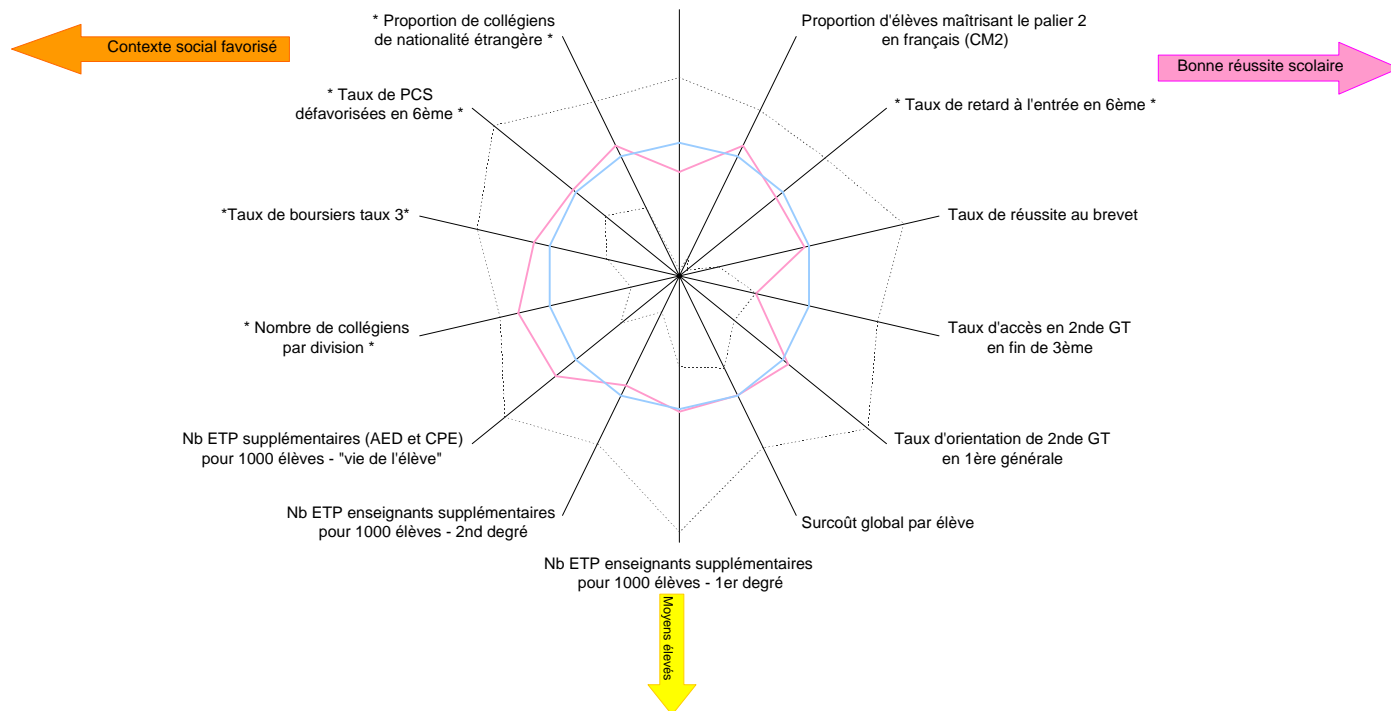 Contexte social favorisé
* Proportion de collégiens
de nationalité étrangère *
Proportion d'élèves maîtrisant le palier 2
en français (CM2)
Bonne réussite scolaire
* Taux de PCS
défavorisées en 6ème *
* Taux de retard à l'entrée en 6ème *
*Taux de boursiers taux 3*
Taux de réussite au brevet
* Nombre de collégiens
par division *
Taux d'accès en 2nde GT
en fin de 3ème
Nb ETP supplémentaires (AED et CPE)
pour 1000 élèves - "vie de l'élève"
Taux d'orientation de 2nde GT
en 1ère générale
Nb ETP enseignants supplémentaires
pour 1000 élèves - 2nd degré
Surcoût global par élève
Nb ETP enseignants supplémentaires
pour 1000 élèves - 1er degré
Moyens élevés